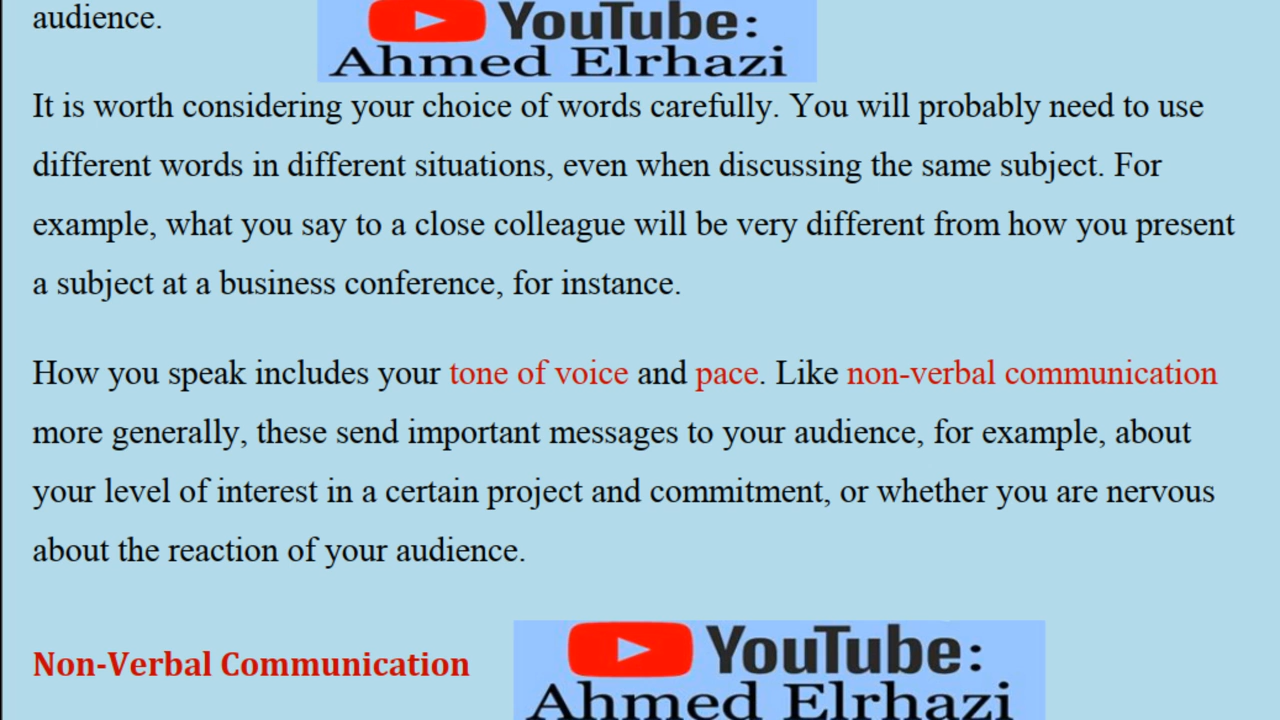 audience.
YouTube:
Ahmed Elrhazi
It is worth considering your choice of words carefully. You will probably need to use
different words in different situations, even when discussing the same subject. For
example, what you say to a close colleague will be very different from how you present
a subject at a business conference, for instance.
How you speak includes your tone of voice and pace. Like non-verbal communication
more generally, these send important messages to your audience, for example, about
your level of interest in a certain project and commitment, or whether you are nervous
about the reaction of your audience.
Non-Verbal Communication
YouTube:
Ahmed Elrhazi